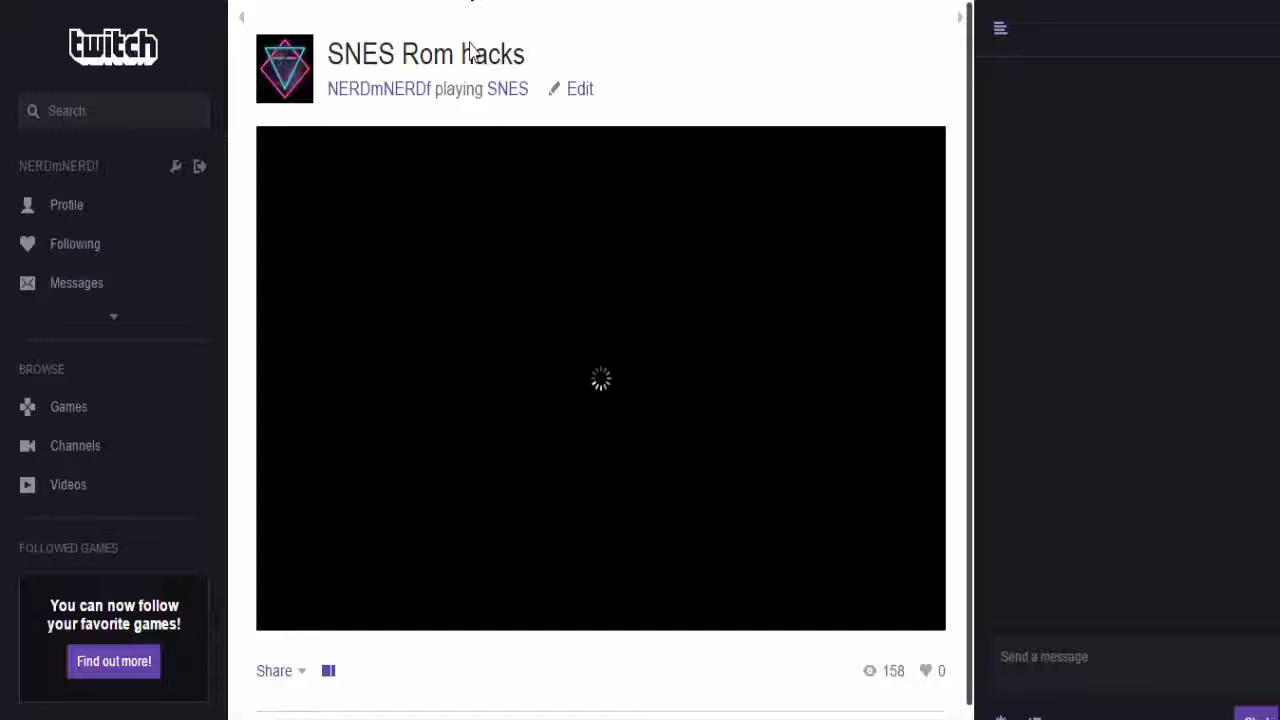 twitch
Search
NERDmNERDf
Profile
Following
Messages
BROWSE
Games
Channels
Videos
FOLLOWED GAMES
You can now follow
your favorite games!
Find out more!
SNES Rom hacks
NERDmNERDf playing SNES Edit
Share 158 0
Send a message